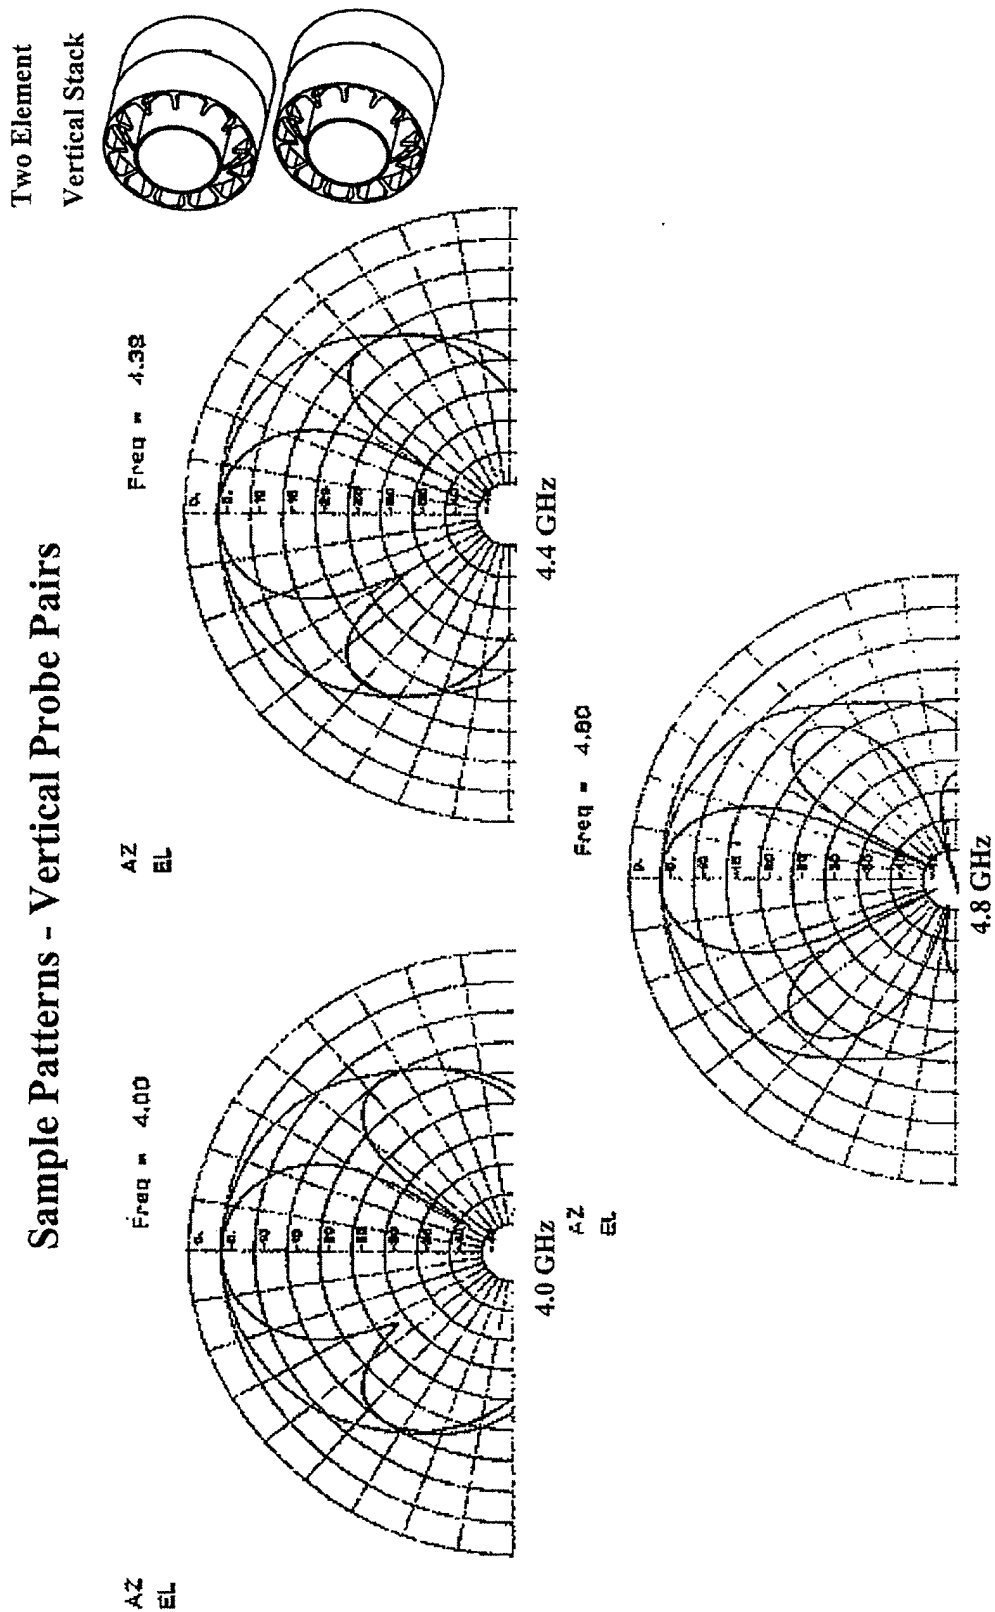 Sample Patterns - Vertical Probe Pairs
Two Element
Vertical Stack
AZ
EL
Freq = 4.00
4.0 GHz
AZ
EL
Freq = 4.39
4.4 GHz
AZ
EL
Freq = 4.80
4.8 GHz